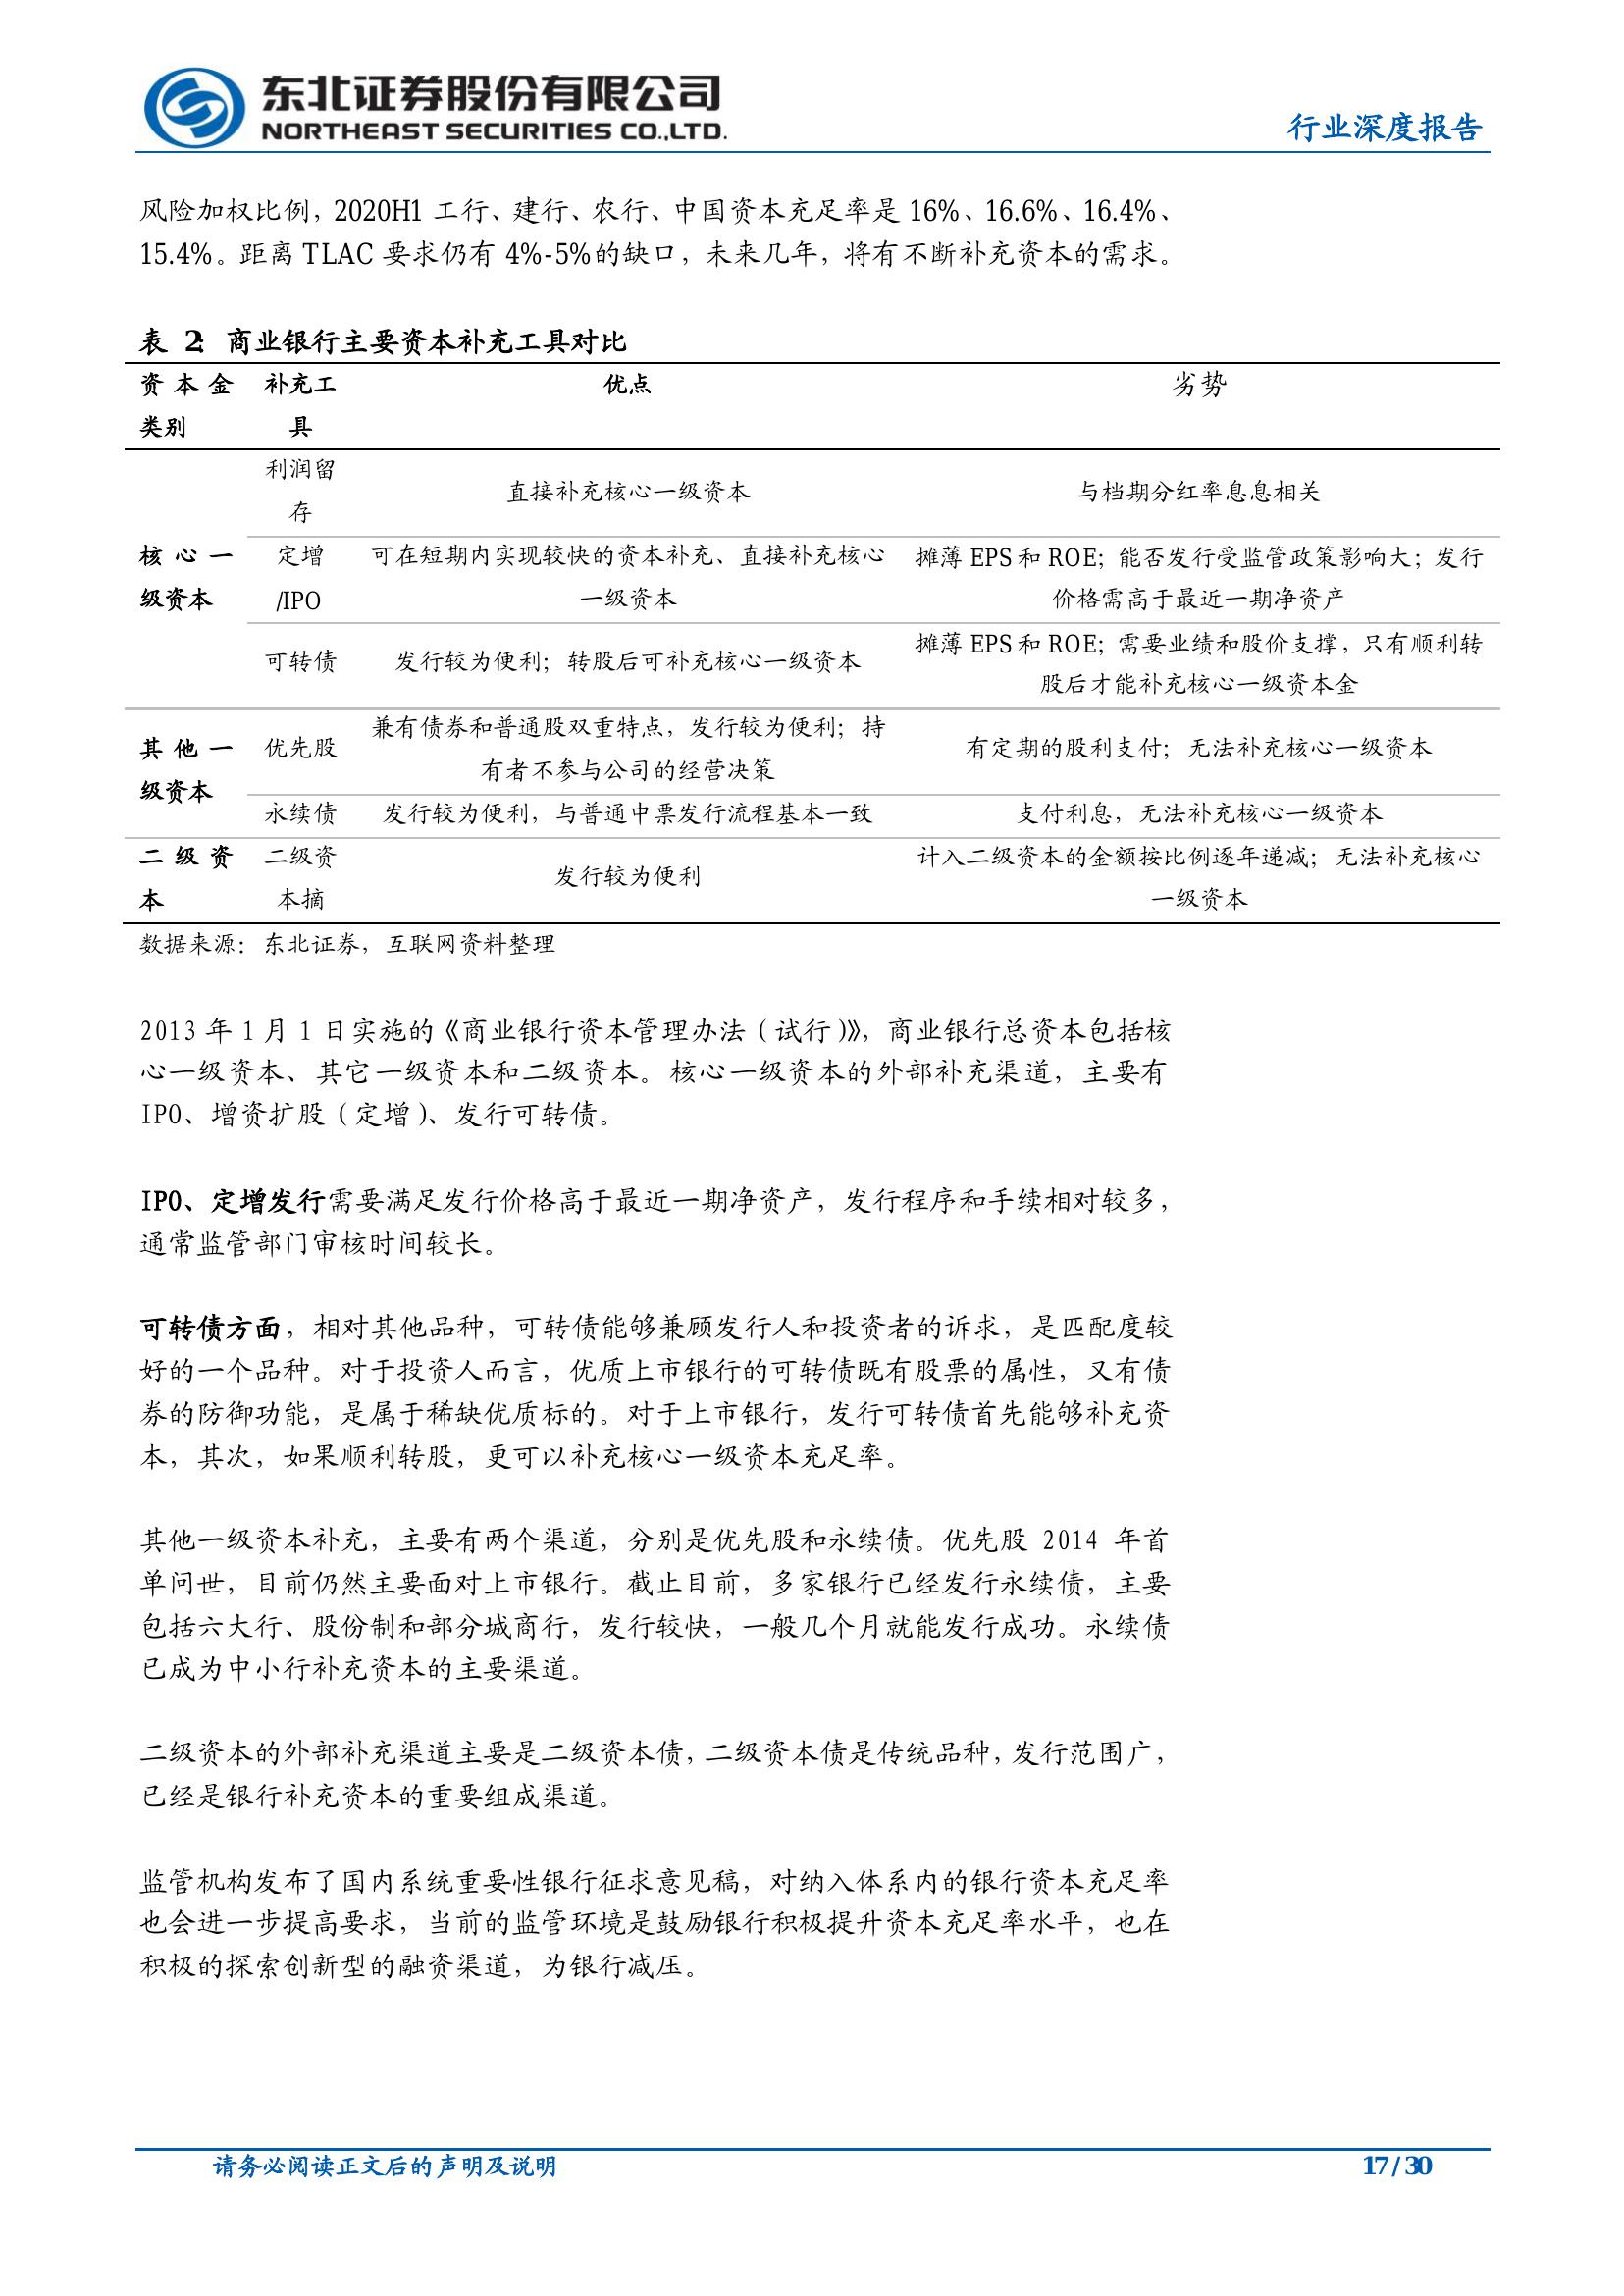 东北证券股份有限公司
NORTHEAST SECURITIES CO.,LTD.
行业深度报告
风险加权比例，2020H1 工行、建行、农行、中国资本充足率是 16%、16.6%、16.4%、
15.4%。距离 TLAC 要求仍有 4%-5%的缺口，未来几年，将有不断补充资本的需求。
表 2：商业银行主要资本补充工具对比
资本金 补充工 优点 劣势
类别 具
利润留
存
直接补充核心一级资本
与档期分红率息息相关
核心一
级资本
定增
/IPO
可在短期内实现较快的资本补充、直接补充核心
一级资本
摊薄 EPS 和 ROE；能否发行受监管政策影响大；发行
价格需高于最近一期净资产
可转债
发行较为便利；转股后可补充核心一级资本
摊薄 EPS 和 ROE；需要业绩和股价支撑，只有顺利转
股后才能补充核心一级资本金
其他一
级资本
优先股
兼有债券和普通股双重特点，发行较为便利；持
有者不参与公司的经营决策
有定期的股利支付；无法补充核心一级资本
永续债
发行较为便利，与普通中票发行流程基本一致
支付利息，无法补充核心一级资本
二级资
本
二级资
本摘
发行较为便利
计入二级资本的金额按比例逐年递减；无法补充核心
一级资本
数据来源：东北证券，互联网资料整理
2013 年 1 月 1 日实施的《商业银行资本管理办法（试行）》，商业银行总资本包括核
心一级资本、其它一级资本和二级资本。核心一级资本的外部补充渠道，主要有
IPO、增资扩股（定增）、发行可转债。
IPO、定增发行需要满足发行价格高于最近一期净资产，发行程序和手续相对较多，
通常监管部门审核时间较长。
可转债方面，相对其他品种，可转债能够兼顾发行人和投资者的诉求，是匹配度较
好的一个品种。对于投资人而言，优质上市银行的可转债既有股票的属性，又有债
券的防御功能，是属于稀缺优质标的。对于上市银行，发行可转债首先能够补充资
本，其次，如果顺利转股，更可以补充核心一级资本充足率。
其他一级资本补充，主要有两个渠道，分别是优先股和永续债。优先股 2014 年首
单问世，目前仍然主要面对上市银行。截止目前，多家银行已经发行永续债，主要
包括六大行、股份制和部分城商行，发行较快，一般几个月就能发行成功。永续债
已成为中小行补充资本的主要渠道。
二级资本的外部补充渠道主要是二级资本债，二级资本债是传统品种，发行范围广，
已经是银行补充资本的重要组成渠道。
监管机构发布了国内系统重要性银行征求意见稿，对纳入体系内的银行资本充足率
也会进一步提高要求，当前的监管环境是鼓励银行积极提升资本充足率水平，也在
积极的探索创新型的融资渠道，为银行减压。
请务必阅读正文后的声明及说明
17 / 30